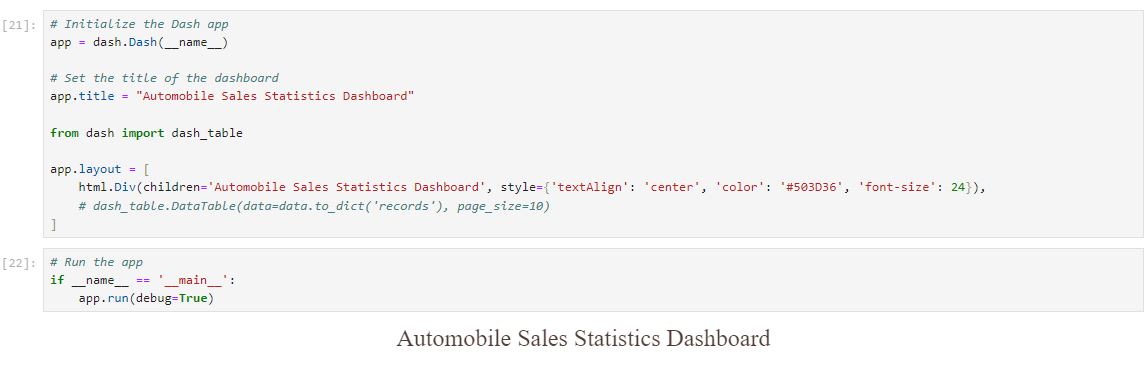 [21]: # Initialize the Dash app
app = dash.Dash(__name__)
# Set the title of the dashboard
app.title = "Automobile Sales Statistics Dashboard"
from dash import dash_table
app.layout = [
    html.Div(children='Automobile Sales Statistics Dashboard', style={'textAlign': 'center', 'color': '#503D36', 'font-size': 24}),
    # dash_table.DataTable(data=data.to_dict('records'), page_size=10)
]
[22]: # Run the app
if __name__ == '__main__':
    app.run(debug=True)
Automobile Sales Statistics Dashboard